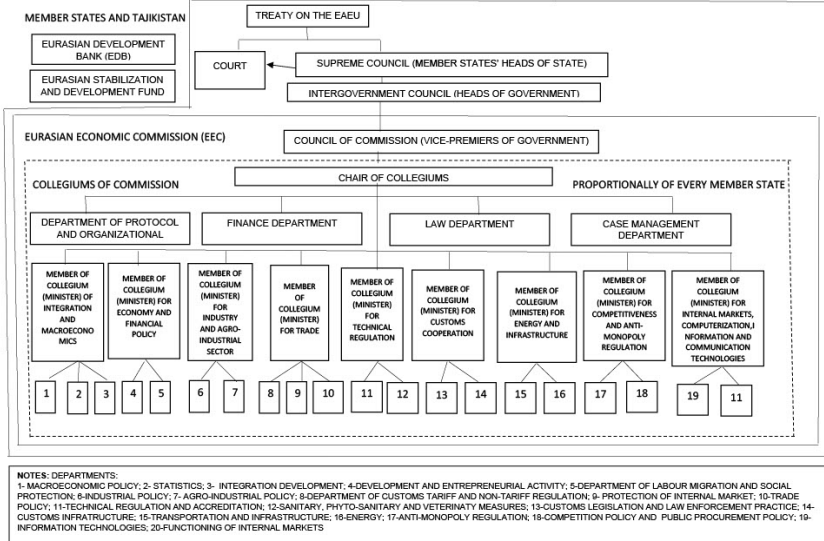 MEMBER STATES AND TAJIKISTAN
TREATY ON THE EAEU
EURASIAN DEVELOPMENT
BANK (EDB)
EURASIAN STABILIZATION
AND DEVELOPMENT FUND
COURT
SUPREME COUNCIL (MEMBER STATES' HEADS OF STATE)
INTERGOVERNMENT COUNCIL (HEADS OF GOVERNMENT)
EURASIAN ECONOMIC COMMISSION (EEC)
COUNCIL OF COMMISSION (VICE-PREMIERS OF GOVERNMENT)
CHAIR OF COLLEGIUMS
COLLEGIUMS OF COMMISSION
PROPORTIONALLY OF EVERY MEMBER STATE
DEPARTMENT OF PROTOCOL
AND ORGANIZATIONAL
FINANCE DEPARTMENT
LAW DEPARTMENT
CASE MANAGEMENT
DEPARTMENT
MEMBER OF
COLLEGIUM
(MINISTER) OF
INTEGRATION
AND
MACROECONO
MICS
MEMBER OF
COLLEGIUM
(MINISTER) FOR
ECONOMY AND
FINANCIAL
POLICY
MEMBER OF
COLLEGIUM
(MINISTER)
FOR
INDUSTRY
AND AGRO-
INDUSTRIAL
SECTOR
MEMBER
OF
COLLEGIUM
(MINISTER)
FOR TRADE
MEMBER OF
COLLEGIUM
(MINISTER)
FOR
TECHNICAL
REGULATION
MEMBER OF
COLLEGIUM
(MINISTER) FOR
CUSTOMS
COOPERATION
MEMBER OF
COLLEGIUM
(MINISTER) FOR
ENERGY AND
INFRASTRUCTURE
MEMBER OF
COLLEGIUM
(MINISTER) FOR
COMPETITIVENESS
AND ANTI-
MONOPOLY
REGULATION
MEMBER OF
COLLEGIUM
(MINISTER) FOR
INTERNAL MARKETS,
COMPUTERIZATION,I
NFORMATION AND
COMMUNICATION
TECHNOLOGIES
1 2 3 4 5 6 7 8 9 10 11 12 13 14 15 16 17 18 19 11
NOTES: DEPARTMENTS:
1- MACROECONOMIC POLICY; 2- STATISTICS; 3- INTEGRATION DEVELOPMENT; 4-DEVELOPMENT AND ENTREPRENEURIAL ACTIVITY; 5-DEPARTMENT OF LABOUR MIGRATION AND SOCIAL
PROTECTION; 6-INDUSTRIAL POLICY; 7- AGRO-INDUSTRIAL POLICY; 8-DEPARTMENT OF CUSTOMS TARIFF AND NON-TARIFF REGULATION; 9- PROTECTION OF INTERNAL MARKET; 10-TRADE
POLICY; 11-TECHNICAL REGULATION AND ACCREDITATION; 12-SANITARY, PHYTO-SANITARY AND VETERINATY MEASURES; 13-CUSTOMS LEGISLATION AND LAW ENFORCEMENT PRACTICE; 14-
CUSTOMS INFRATRUCTURE; 15-TRANSPORTATION AND INFRASTRUCTURE; 16-ENERGY; 17-ANTI-MONOPOLY REGULATION; 18-COMPETITION POLICY AND PUBLIC PROCUREMENT POLICY; 19-
INFORMATION TECHNOLOGIES; 20-FUNCTIONING OF INTERNAL MARKETS